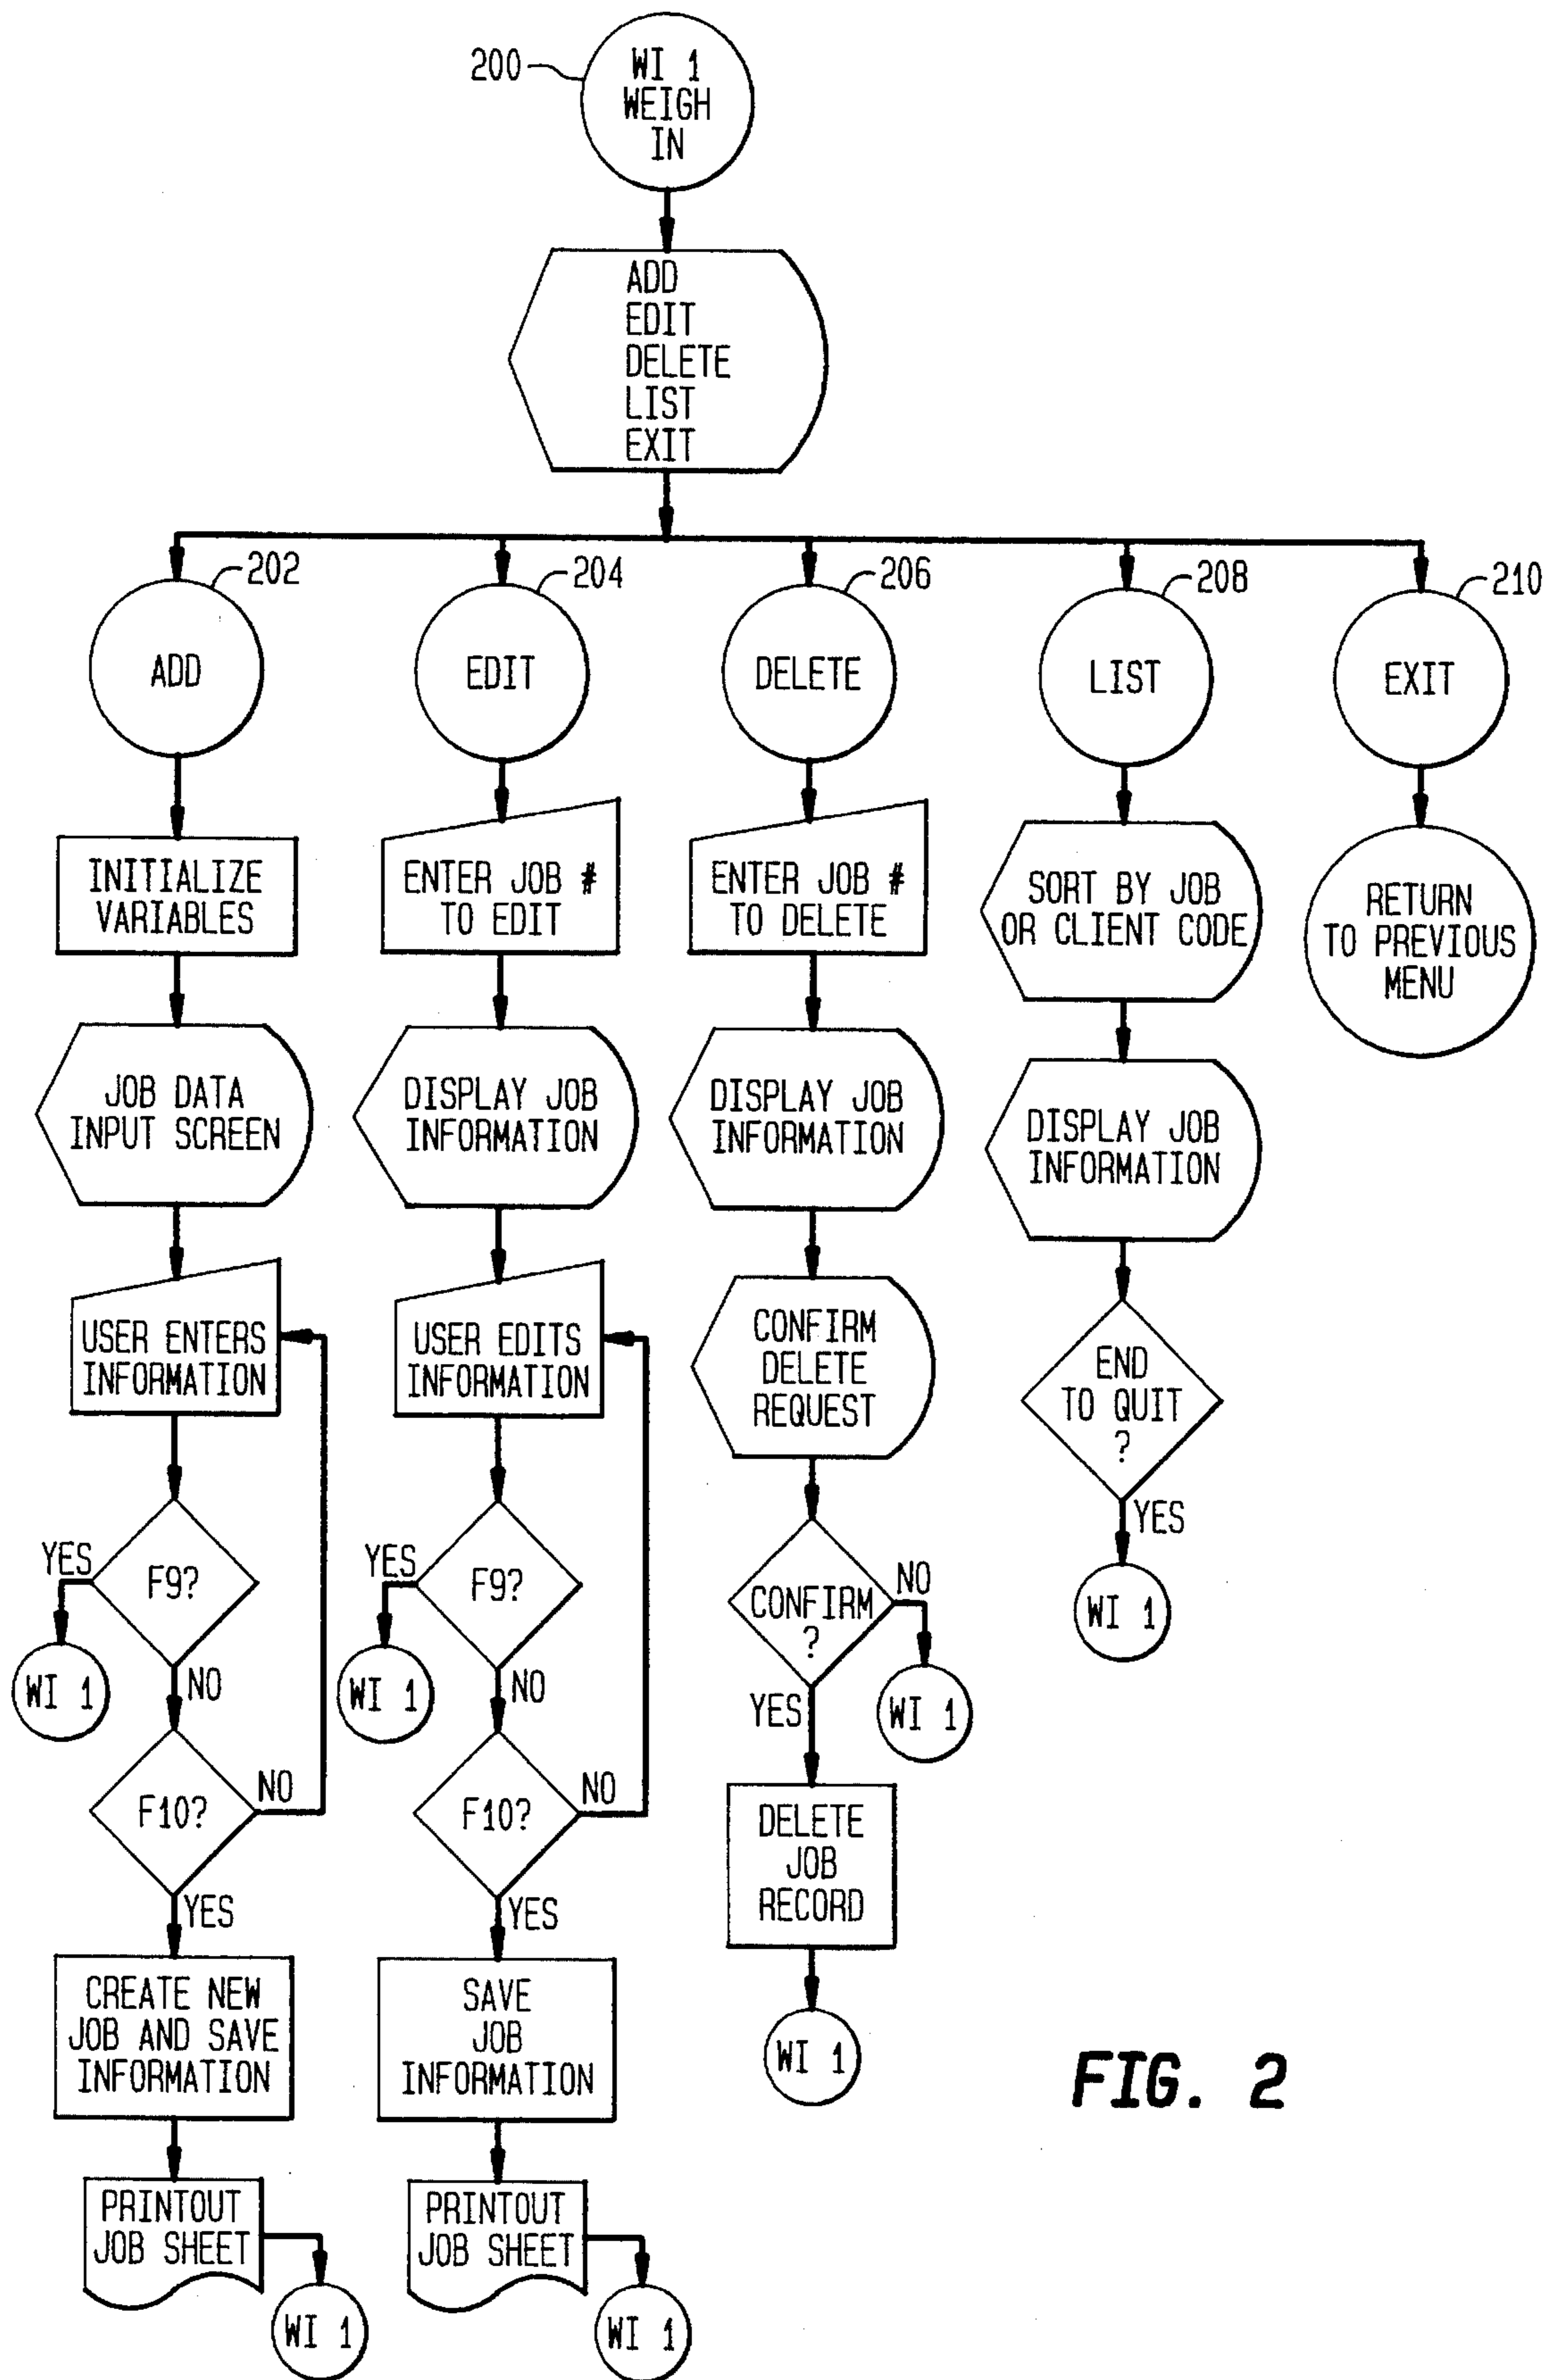 200
WI 1
WEIGH
IN
ADD
EDIT
DELETE
LIST
EXIT
202
ADD
INITIALIZE
VARIABLES
JOB DATA
INPUT SCREEN
USER ENTERS
INFORMATION
F9?
YES
WI 1
NO
F10?
NO
YES
CREATE NEW
JOB AND SAVE
INFORMATION
PRINTOUT
JOB SHEET
WI 1
204
EDIT
ENTER JOB #
TO EDIT
DISPLAY JOB
INFORMATION
USER EDITS
INFORMATION
F9?
YES
WI 1
NO
F10?
NO
YES
SAVE
JOB
INFORMATION
PRINTOUT
JOB SHEET
WI 1
206
DELETE
ENTER JOB #
TO DELETE
DISPLAY JOB
INFORMATION
CONFIRM
DELETE
REQUEST
CONFIRM
?
NO
WI 1
YES
DELETE
JOB
RECORD
WI 1
208
LIST
SORT BY JOB
OR CLIENT CODE
DISPLAY JOB
INFORMATION
END
TO QUIT
?
YES
WI 1
210
EXIT
RETURN
TO PREVIOUS
MENU
FIG. 2